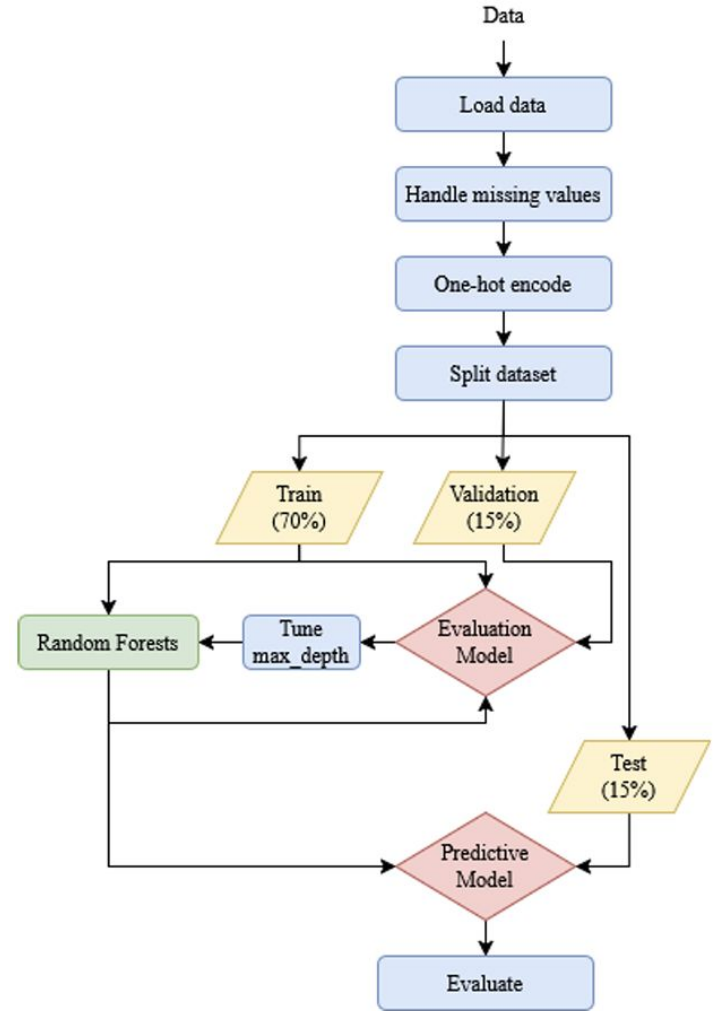 Data
Load data
Handle missing values
One-hot encode
Split dataset
Train
(70%)
Validation
(15%)
Random Forests
Tune
max_depth
Evaluation
Model
Test
(15%)
Predictive
Model
Evaluate